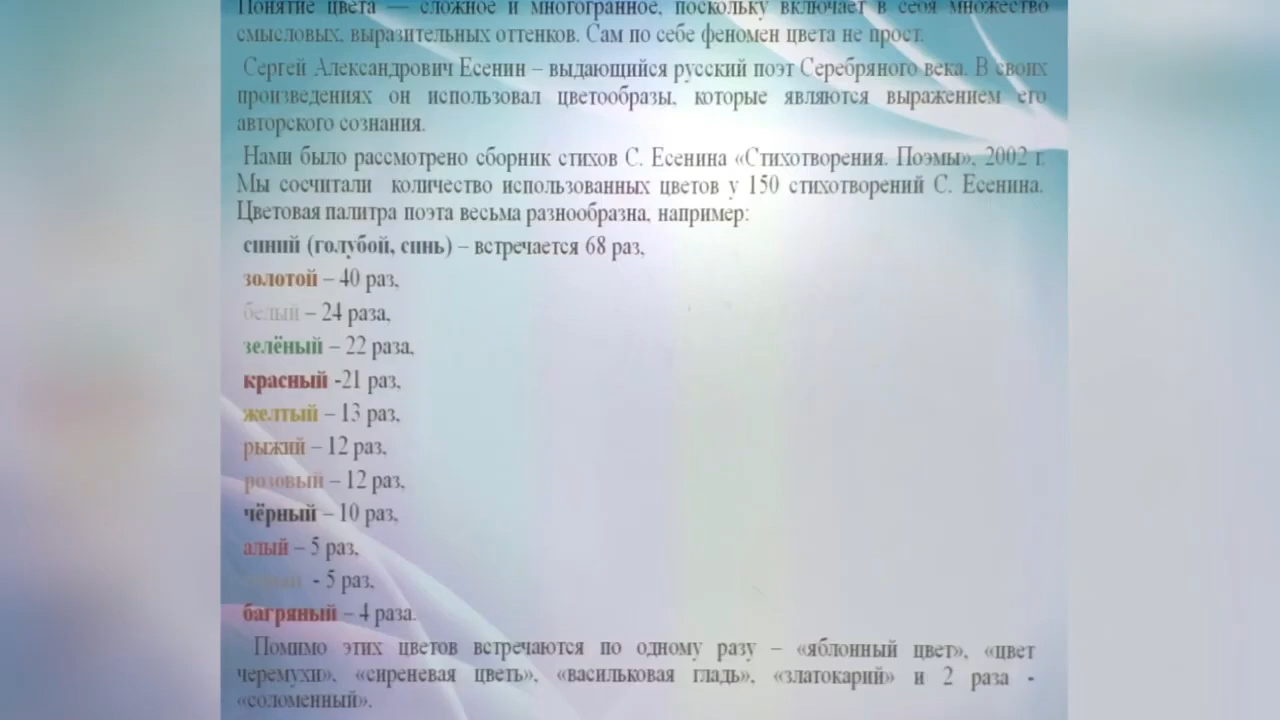 Понятие цвета — сложное и многогранное, поскольку включает в себя множество
смысловых, выразительных оттенков. Сам по себе феномен цвета не прост.
Сергей Александрович Есенин – выдающийся русский поэт Серебряного века. В своих
произведениях он использовал цветообразы, которые являются выражением его
авторского сознания.
Нами было рассмотрено сборник стихов С. Есенина «Стихотворения. Поэмы», 2002 г.
Мы сосчитали количество использованных цветов у 150 стихотворений С. Есенина.
Цветовая палитра поэта весьма разнообразна, например:
синий (голубой, синь) – встречается 68 раз,
золотой – 40 раз,
белый – 24 раза,
зелёный – 22 раза,
красный -21 раз,
желтый – 13 раз,
рыжий – 12 раз,
розовый – 12 раз,
чёрный – 10 раз,
алый – 5 раз,
- 5 раз,
багряный – 4 раза.
Помимо этих цветов встречаются по одному разу – «яблонный цвет», «цвет
черемухи», «сиреневая цветь», «васильковая гладь», «златокарий» и 2 раза -
«соломенный».